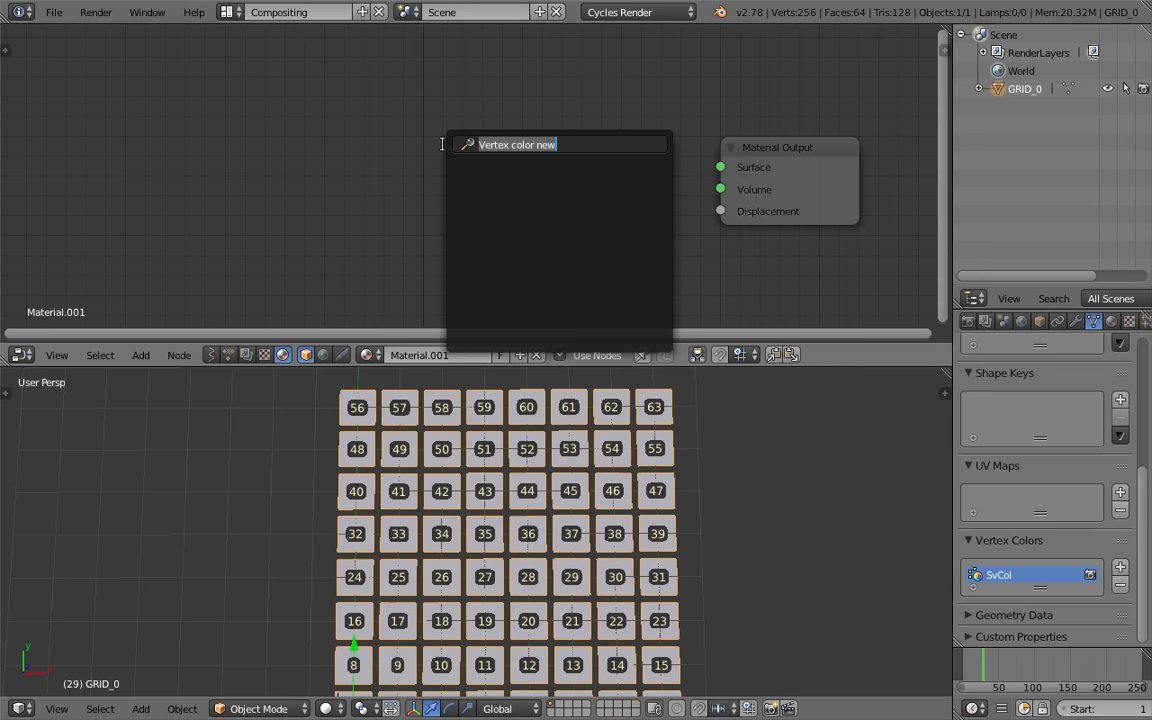 File Render Window Help Compositing Scene Cycles Render v2.78 | Verts:256 | Faces:64 | Tris:128 | Objects:1/1 | Lamps:0/0 | Mem:20.32M | GRID_0
Scene
RenderLayers
World
GRID_0
Vertex color new
Material Output
Surface
Volume
Displacement
View Search All Scenes
Material.001
View Select Add Node Material.001 F Use Nodes
Shape Keys
UV Maps
Vertex Colors
SvCol
Geometry Data
Custom Properties
User Persp
56 57 58 59 60 61 62 63
48 49 50 51 52 53 54 55
40 41 42 43 44 45 46 47
32 33 34 35 36 37 38 39
24 25 26 27 28 29 30 31
16 17 18 19 20 21 22 23
8 9 10 11 12 13 14 15
y
(29) GRID_0
50 100 150 200 250
View Select Add Object Object Mode Global
Start: 1